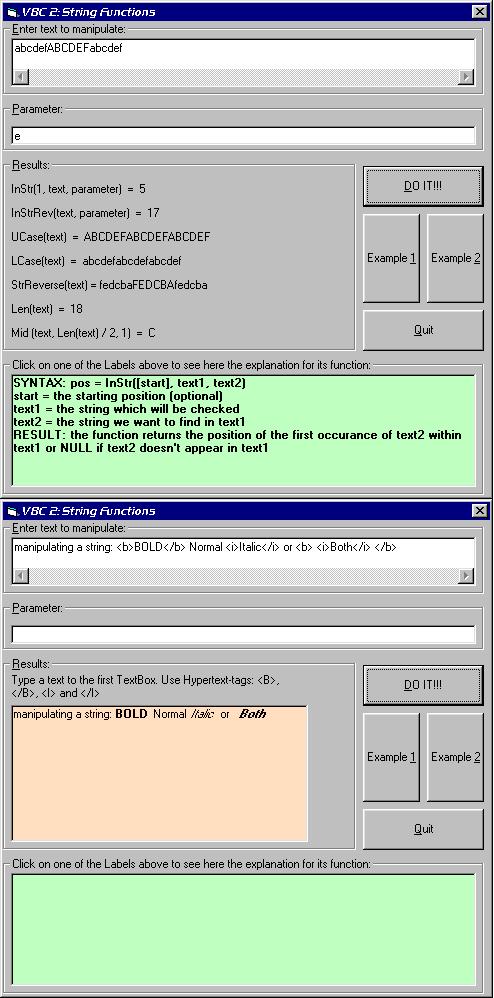 VBC 2: String Functions
Enter text to manipulate:
abcdefABCDEFabcdef
Parameter:
e
Results:
InStr(1, text, parameter) = 5
InStrRev(text, parameter) = 17
UCase(text) = ABCDEFABCDEFABCDEF
LCase(text) = abcdefabcdefabcdef
StrReverse(text) = fedcbaFEDCBAfedcba
Len(text) = 18
Mid (text, Len(text) / 2, 1) = C
DO IT!!!
Example 1
Example 2
Quit
Click on one of the Labels above to see here the explanation for its function:
SYNTAX: pos = InStr([start], text1, text2)
start = the starting position (optional)
text1 = the string which will be checked
text2 = the string we want to find in text1
RESULT: the function returns the position of the first occurance of text2 within
text1 or NULL if text2 doesn't appear in text1
VBC 2: String Functions
Enter text to manipulate:
manipulating a string: <b>BOLD</b> Normal <i>Italic</i> or <b> <i>Both</i> </b>
Parameter:
Results:
Type a text to the first TextBox. Use Hypertext-tags: <B>,
</B>, <I> and </I>
manipulating a string: BOLD Normal Italic or Both
DO IT!!!
Example 1
Example 2
Quit
Click on one of the Labels above to see here the explanation for its function: